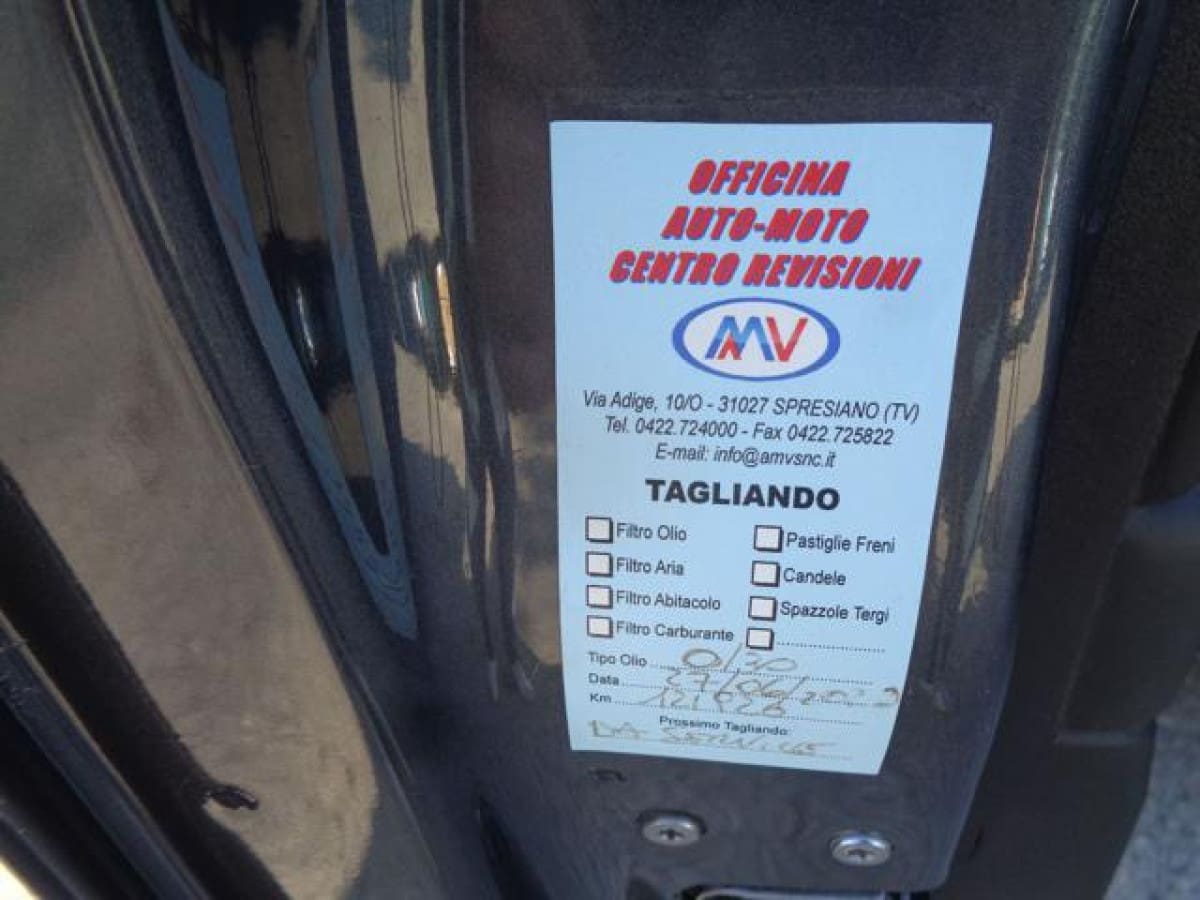 OFFICINA
AUTO-MOTO
CENTRO REVISIONI
AMV
Via Adige, 10/O - 31027 SPRESIANO (TV)
Tel. 0422.724000 - Fax 0422.725822
E-mail: info@amvsnc.it
TAGLIANDO
Filtro Olio
Pastiglie Freni
Filtro Aria
Candele
Filtro Abitacolo
Spazzole Tergi
Filtro Carburante
Tipo Olio 0/30
Data
Km
Prossimo Tagliando:
DA